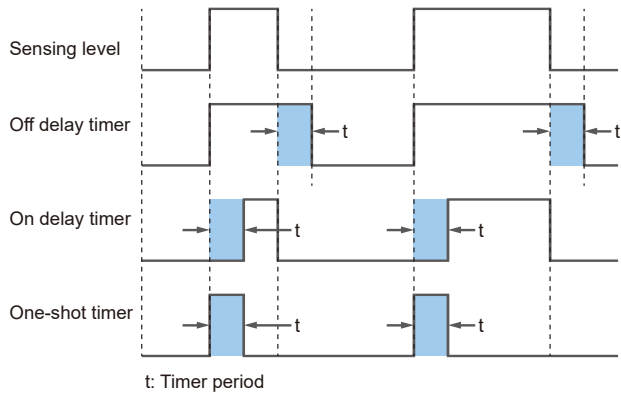 Sensing level
Off delay timer
t
t
On delay timer
t
t
One-shot timer
t
t
t: Timer period